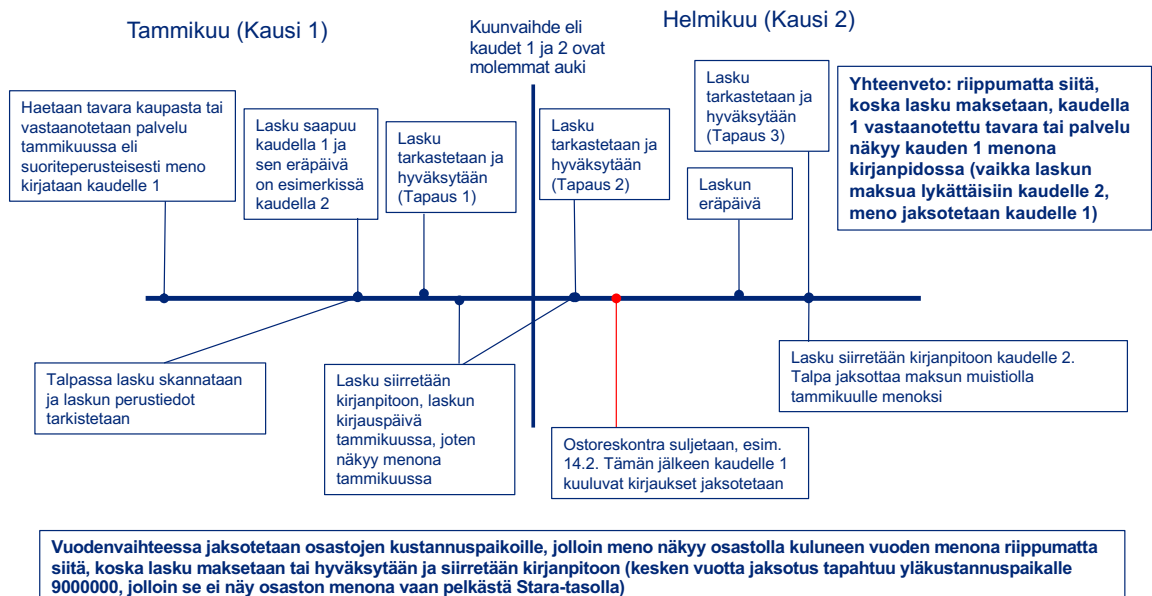 Tammikuu (Kausi 1)
Kuunvaihde eli
kaudet 1 ja 2 ovat
molemmat auki
Helmikuu (Kausi 2)
Haetaan tavara kaupasta tai
vastaanotetaan palvelu
tammikuussa eli
suoriteperusteisesti meno
kirjataan kaudelle 1
Lasku saapuu
kaudella 1 ja
sen eräpäivä
on esimerkissä
kaudella 2
Lasku
tarkastetaan ja
hyväksytään
(Tapaus 1)
Lasku
tarkastetaan ja
hyväksytään
(Tapaus 2)
Laskun
eräpäivä
Lasku
tarkastetaan ja
hyväksytään
(Tapaus 3)
Yhteenveto: riippumatta siitä,
koska lasku maksetaan, kaudella
1 vastaanotettu tavara tai palvelu
näkyy kauden 1 menona
kirjanpidossa (vaikka laskun
maksua lykättäisiin kaudelle 2,
meno jaksotetaan kaudelle 1)
Talpassa lasku skannataan
ja laskun perustiedot
tarkistetaan
Lasku siirretään
kirjanpitoon, laskun
kirjauspäivä
tammikuussa, joten
näkyy menona
tammikuussa
Ostoreskontra suljetaan, esim.
14.2. Tämän jälkeen kaudelle 1
kuuluvat kirjaukset jaksotetaan
Lasku siirretään kirjanpitoon kaudelle 2.
Talpa jaksottaa maksun muistiolla
tammikuulle menoksi
Vuodenvaihteessa jaksotetaan osastojen kustannuspaikoille, jolloin meno näkyy osastolla kuluneen vuoden menona riippumatta
siitä, koska lasku maksetaan tai hyväksytään ja siirretään kirjanpitoon (kesken vuotta jaksotus tapahtuu yläkustannuspaikalle
9000000, jolloin se ei näy osaston menona vaan pelkästä Stara-tasolla)